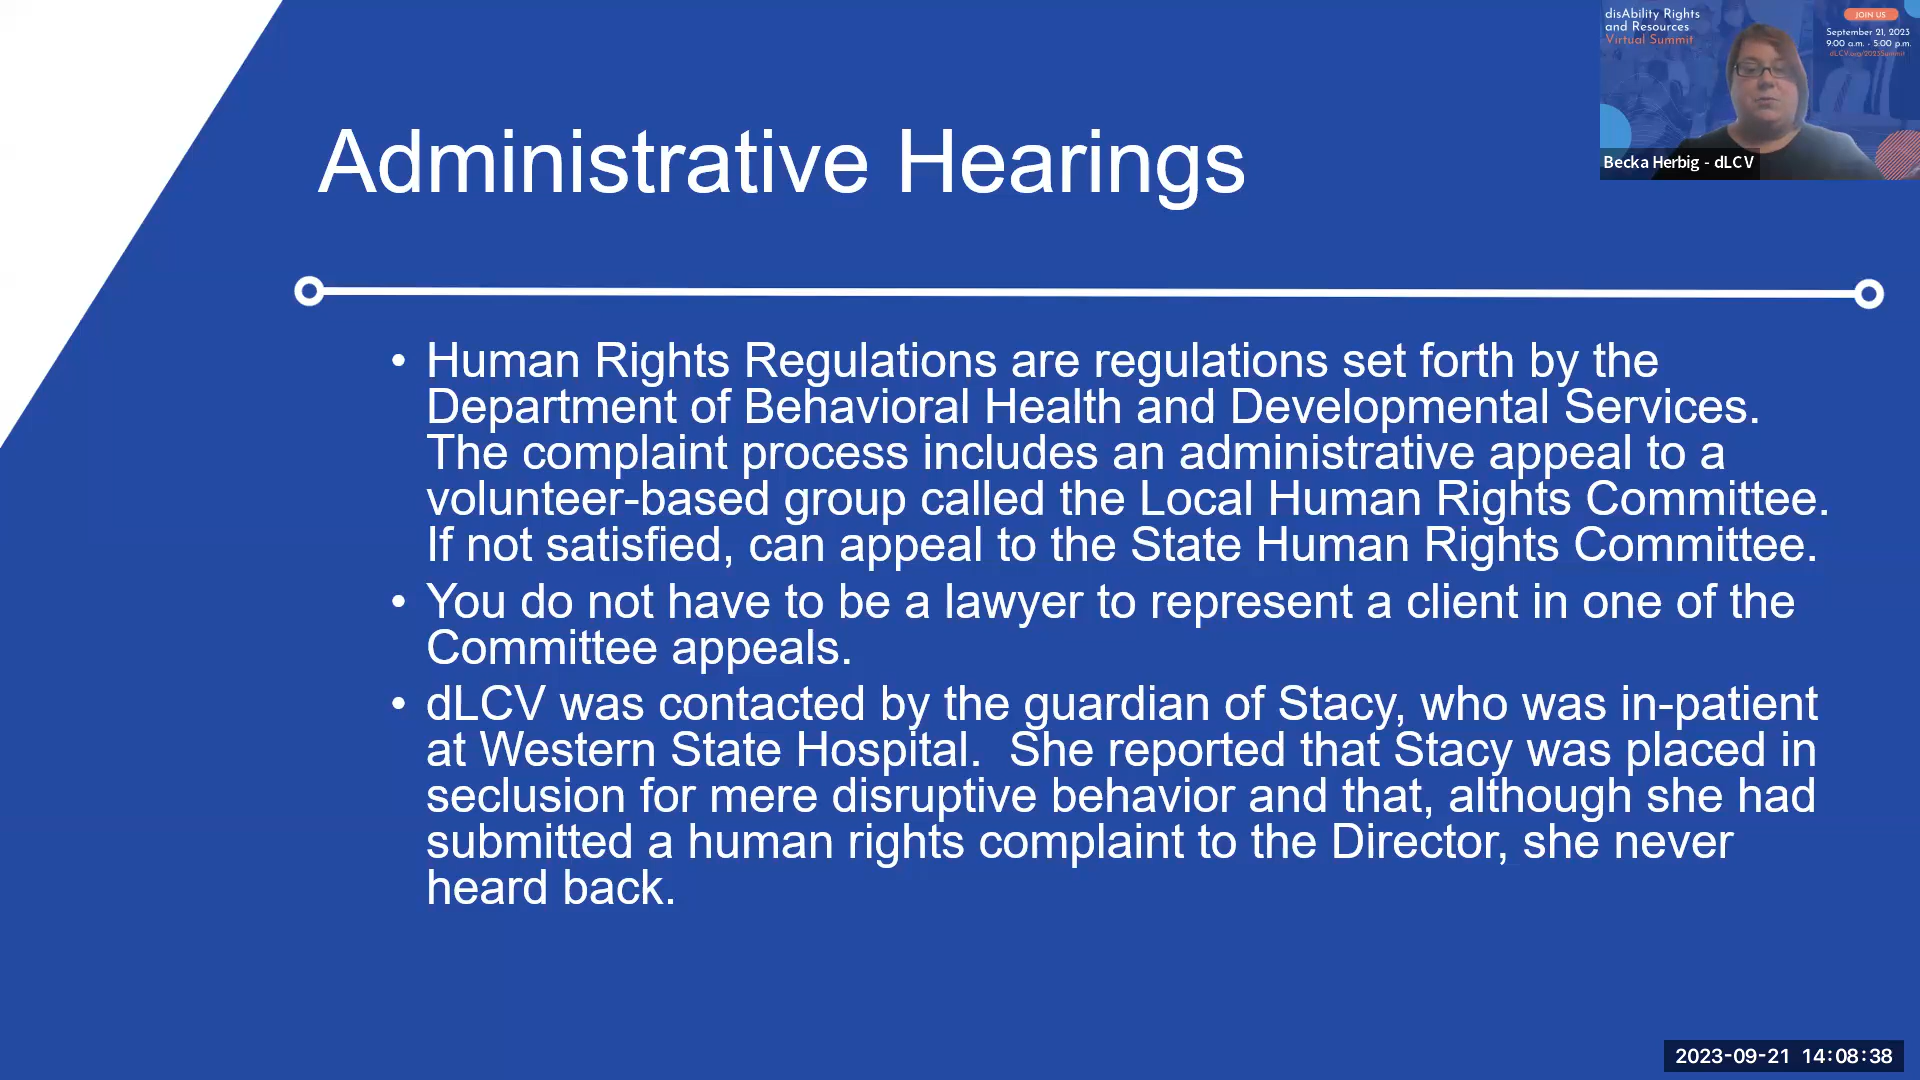 Administrative Hearings
• Human Rights Regulations are regulations set forth by the
Department of Behavioral Health and Developmental Services.
The complaint process includes an administrative appeal to a
volunteer-based group called the Local Human Rights Committee.
If not satisfied, can appeal to the State Human Rights Committee.
• You do not have to be a lawyer to represent a client in one of the
Committee appeals.
• dLCV was contacted by the guardian of Stacy, who was in-patient
at Western State Hospital.  She reported that Stacy was placed in
seclusion for mere disruptive behavior and that, although she had
submitted a human rights complaint to the Director, she never
heard back.
disAbility Rights
and Resources
Virtual Summit
JOIN US
September 21, 2023
9:00 a.m. - 5:00 p.m.
dLCV.org/2023Summit
Becka Herbig - dLCV
2023-09-21 14:08:38